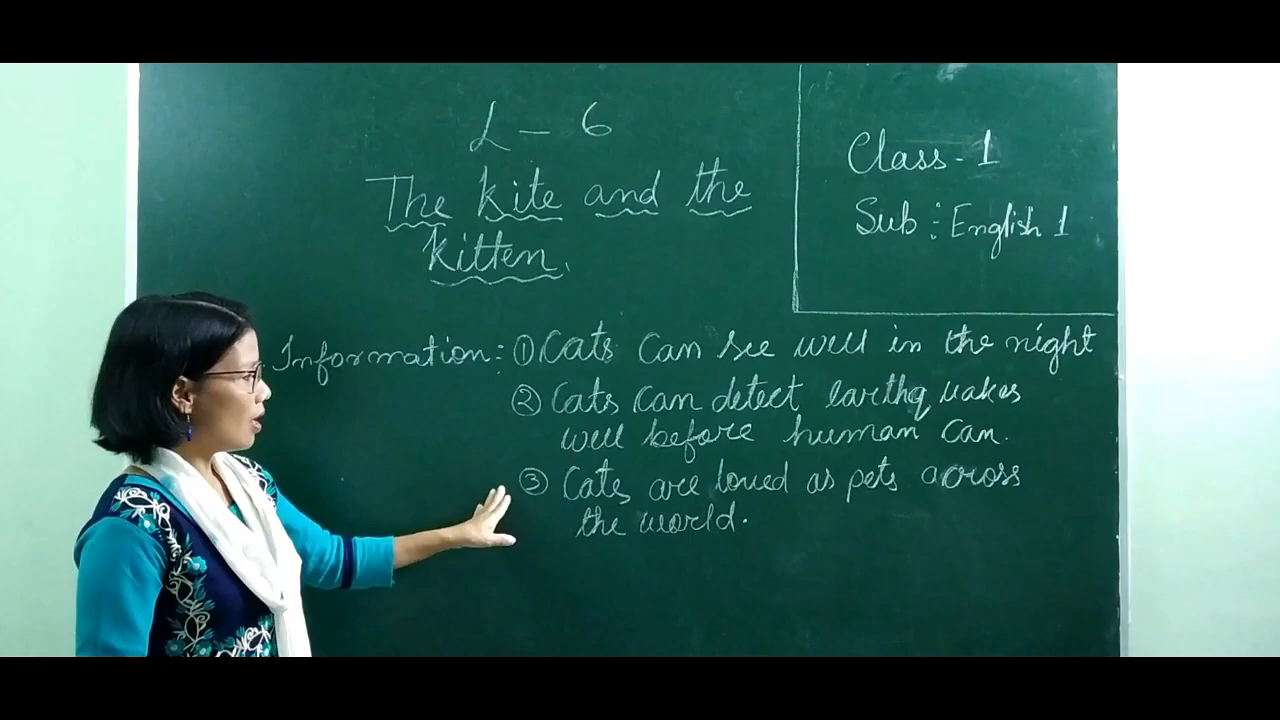 L - 6
The kite and the
kitten.
Class - 1
Sub : English 1
Information : ① Cats can see well in the night
② Cats can detect earthquakes
well before human can.
③ Cats are loved as pets across
the world.